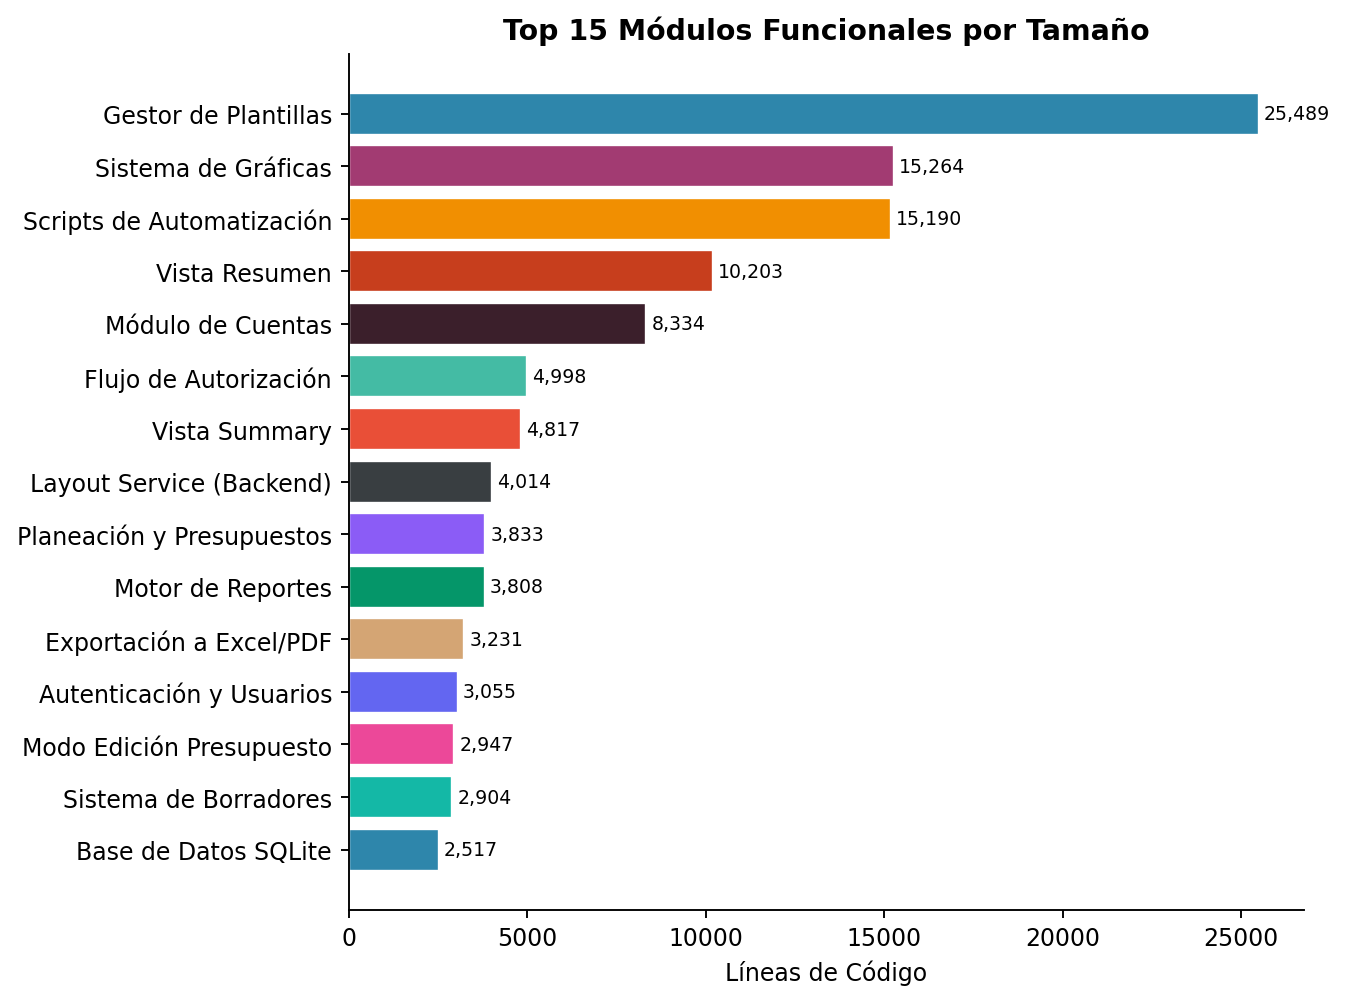 Top 15 Módulos Funcionales por Tamaño
Gestor de Plantillas 25,489
Sistema de Gráficas 15,264
Scripts de Automatización 15,190
Vista Resumen 10,203
Módulo de Cuentas 8,334
Flujo de Autorización 4,998
Vista Summary 4,817
Layout Service (Backend) 4,014
Planeación y Presupuestos 3,833
Motor de Reportes 3,808
Exportación a Excel/PDF 3,231
Autenticación y Usuarios 3,055
Modo Edición Presupuesto 2,947
Sistema de Borradores 2,904
Base de Datos SQLite 2,517
0 5000 10000 15000 20000 25000
Líneas de Código